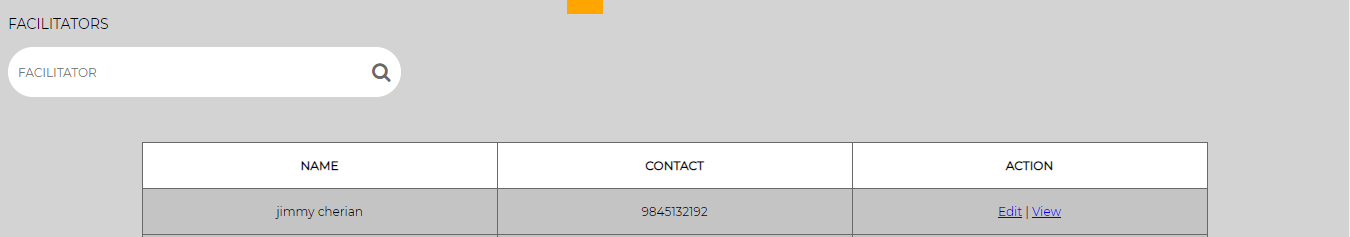 FACILITATORS
FACILITATOR
NAME CONTACT ACTION
jimmy cherian 9845132192 Edit | View